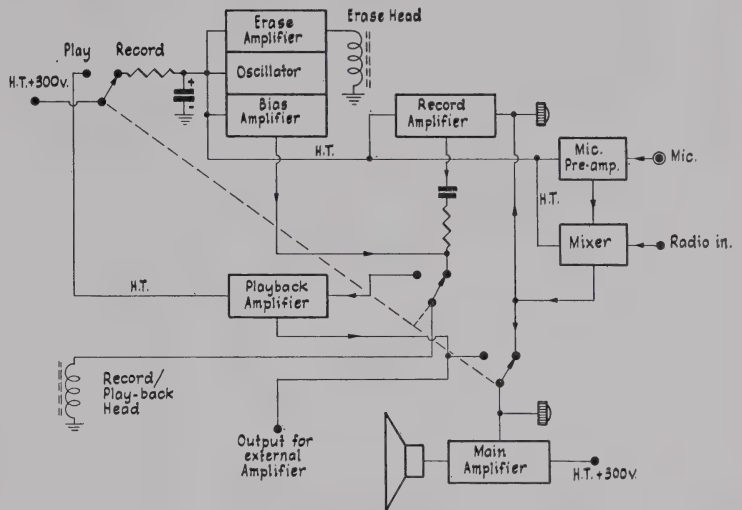 Erase Head
Erase
Amplifier
Play
Record
H.T.+300v.
+
-
Oscillator
Bias
Amplifier
Record
Amplifier
H.T.
Mic.
Pre-amp.
Mic.
H.T.
Mixer
Radio in.
H.T.
Playback
Amplifier
Record/
Play-back
Head
Output for
external
Amplifier
Main
Amplifier
H.T.+300v.